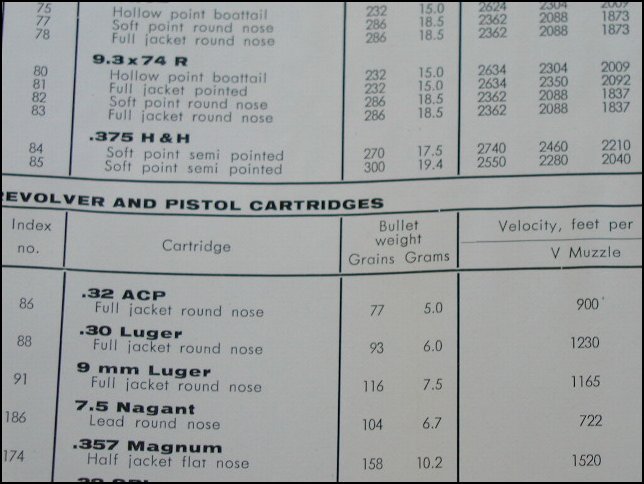 75 Hollow point boattail 232 15.0 2624 2304 2009
77 Soft point round nose 286 18.5 2362 2088 1873
78 Full jacket round nose 286 18.5 2362 2088 1873
9.3x74 R
80 Hollow point boattail 232 15.0 2634 2304 2009
81 Full jacket pointed 232 15.0 2634 2350 2092
82 Soft point round nose 286 18.5 2362 2088 1837
83 Full jacket round nose 286 18.5 2362 2088 1837
.375 H&H
84 Soft point semi pointed 270 17.5 2740 2460 2210
85 Soft point semi pointed 300 19.4 2550 2280 2040
REVOLVER AND PISTOL CARTRIDGES
Index no. Cartridge Bullet weight Grains Grams Velocity, feet per V Muzzle
.32 ACP
86 Full jacket round nose 77 5.0 900
.30 Luger
88 Full jacket round nose 93 6.0 1230
9 mm Luger
91 Full jacket round nose 116 7.5 1165
7.5 Nagant
186 Lead round nose 104 6.7 722
.357 Magnum
174 Half jacket flat nose 158 10.2 1520